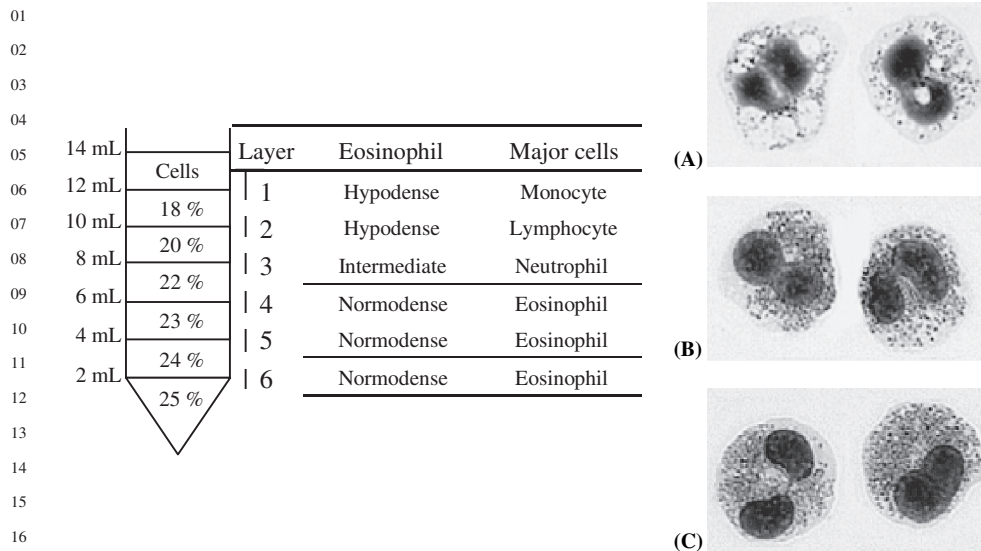 01
02
03
04
05
06
07
08
09
10
11
12
13
14
15
16
14 mL
12 mL
10 mL
8 mL
6 mL
4 mL
2 mL
Cells
18 %
20 %
22 %
23 %
24 %
25 %
Layer Eosinophil Major cells
1 Hypodense Monocyte
2 Hypodense Lymphocyte
3 Intermediate Neutrophil
4 Normodense Eosinophil
5 Normodense Eosinophil
6 Normodense Eosinophil
(A)
(B)
(C)